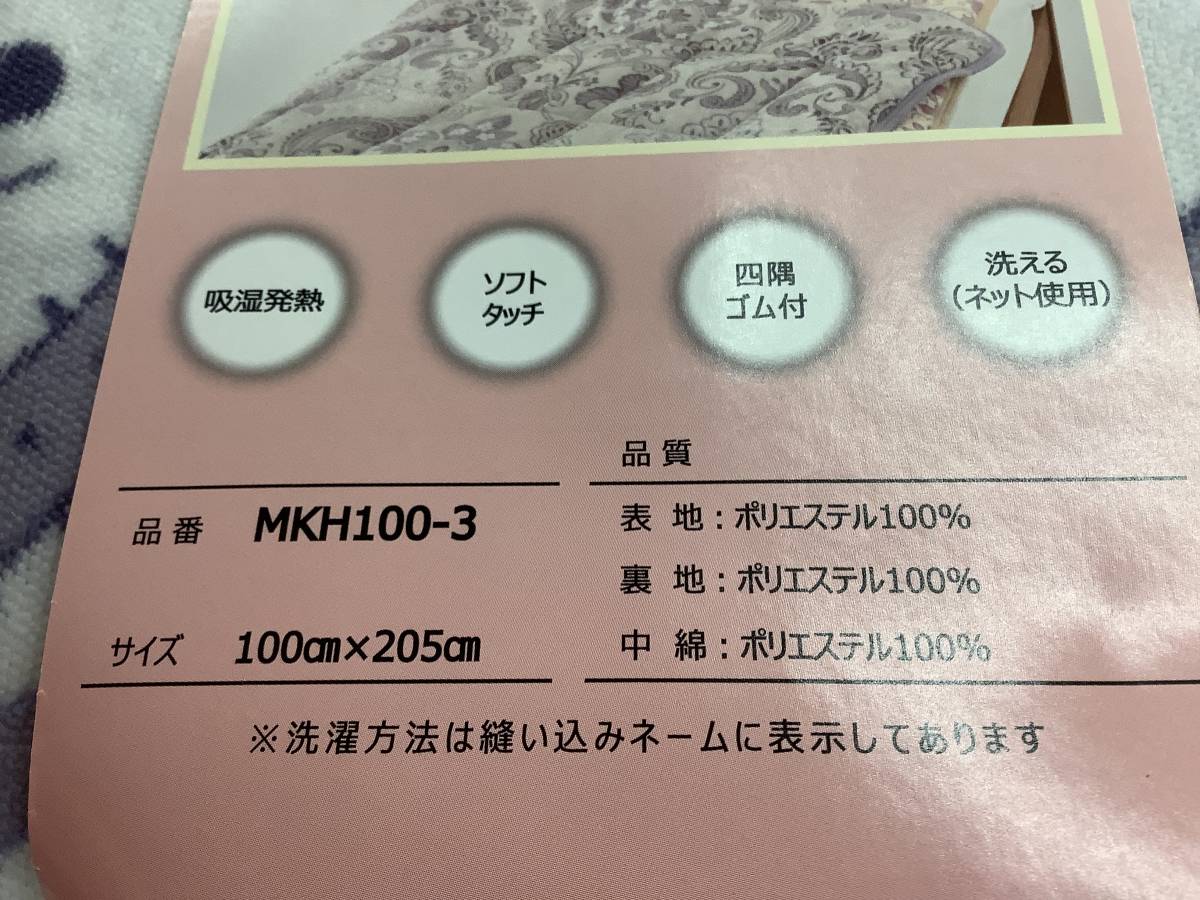 吸湿発熱
ソフト
タッチ
四隅
ゴム付
洗える
(ネット使用)
品番 MKH100-3
サイズ 100㎝×205㎝
品質
表地:ポリエステル100%
裏地:ポリエステル100%
中綿:ポリエステル100%
※洗濯方法は縫い込みネームに表示してあります